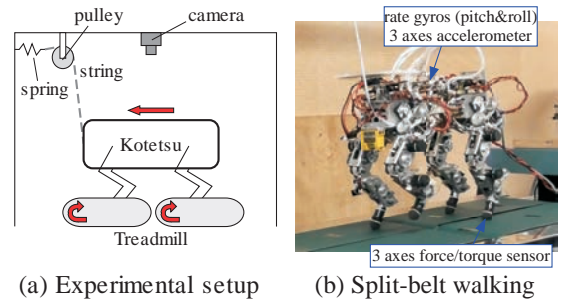 pulley
camera
spring
string
Kotetsu
Treadmill
(a) Experimental setup
rate gyros (pitch&roll)
3 axes accelerometer
3 axes force/torque sensor
(b) Split-belt walking